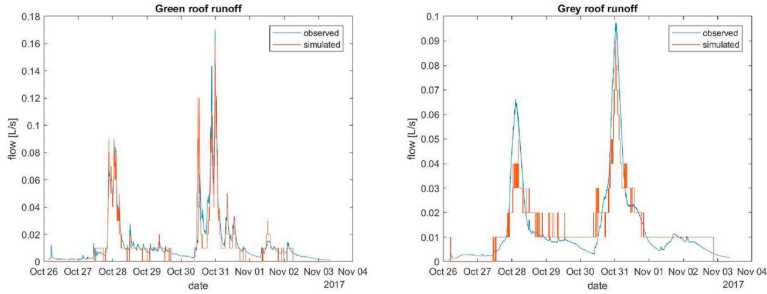 Green roof runoff
0.18
0.16
0.14
0.12
0.1
0.08
0.06
0.04
0.02
0
flow [L/s]
observed
simulated
Oct 26 Oct 27 Oct 28 Oct 29 Oct 30 Oct 31 Nov 01 Nov 02 Nov 03 Nov 04
date
2017
Grey roof runoff
0.1
0.09
0.08
0.07
0.06
0.05
0.04
0.03
0.02
0.01
0
flow [L/s]
observed
simulated
Oct 26 Oct 27 Oct 28 Oct 29 Oct 30 Oct 31 Nov 01 Nov 02 Nov 03 Nov 04
date
2017